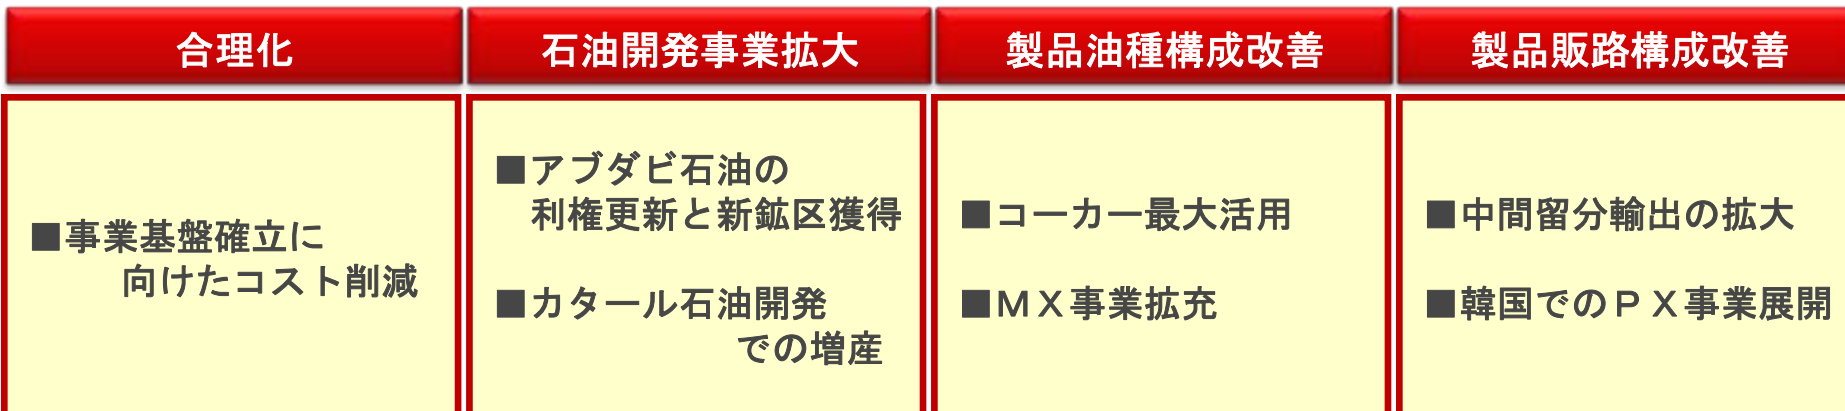 合理化
■事業基盤確立に
向けたコスト削減
石油開発事業拡大
■アブダビ石油の
利権更新と新鉱区獲得
■カタール石油開発
での増産
製品油種構成改善
■コーカー最大活用
■ＭＸ事業拡充
製品販路構成改善
■中間留分輸出の拡大
■韓国でのＰＸ事業展開